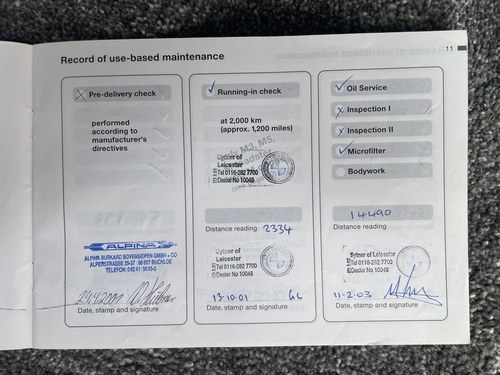 11
Record of use-based maintenance
Pre-delivery check
performed
according to
manufacturer's
directives
ALPINA
ALPINA BURKARD BOVENSIEPEN GMBH + CO
ALPENSTRASSE 35-37 · 86807 BUCHLOE
Date, stamp and signature
Running-in check
at 2,000 km
(approx. 1,200 miles)
Sytner of
Leicester
Tel 0116-282 7700
Dealer No 10048
Distance reading 2334
Sytner of
Leicester
Tel 0116-282 7700
Dealer No 10048
13.10.01
Date, stamp and signature
Oil Service
Inspection I
Inspection II
Microfilter
Bodywork
14490
Distance reading
Sytner of Leicester
Tel 0116-282 7700
Dealer No 10048
11-2-03
Date, stamp and signature